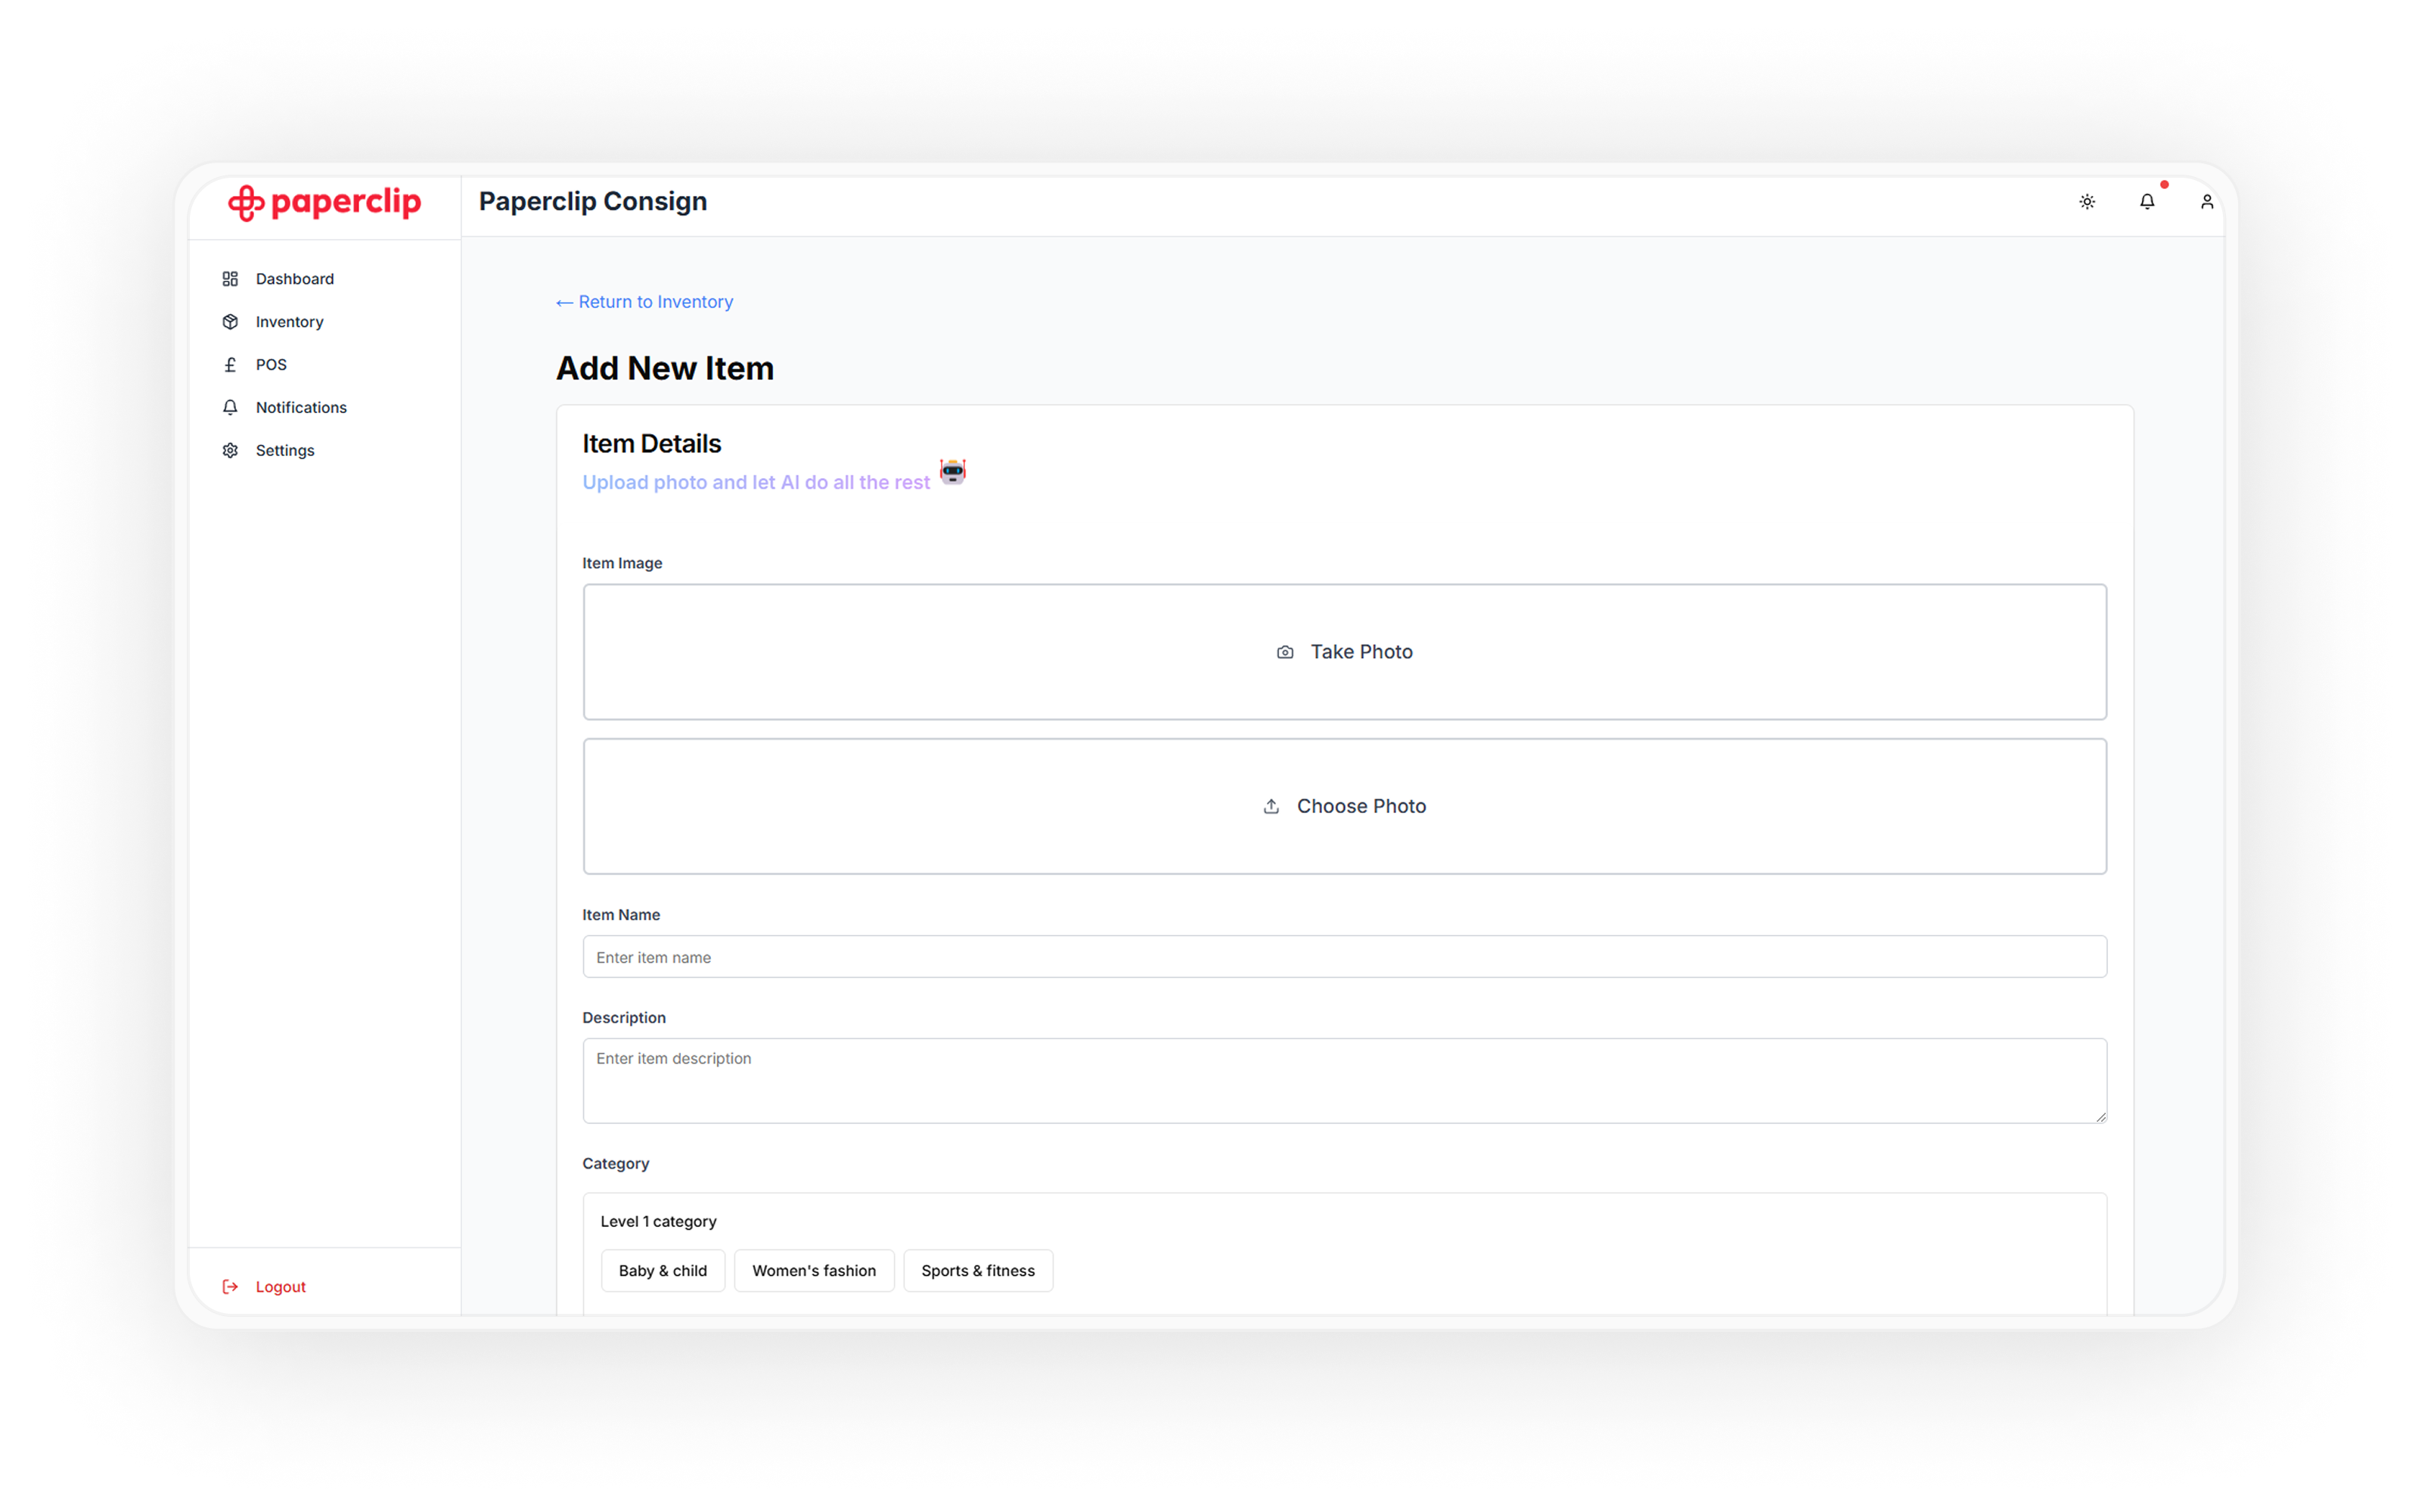 paperclip
Paperclip Consign
Dashboard
Inventory
POS
Notifications
Settings
Logout
← Return to Inventory
Add New Item
Item Details
Upload photo and let AI do all the rest
Item Image
Take Photo
Choose Photo
Item Name
Enter item name
Description
Enter item description
Category
Level 1 category
Baby & child
Women's fashion
Sports & fitness